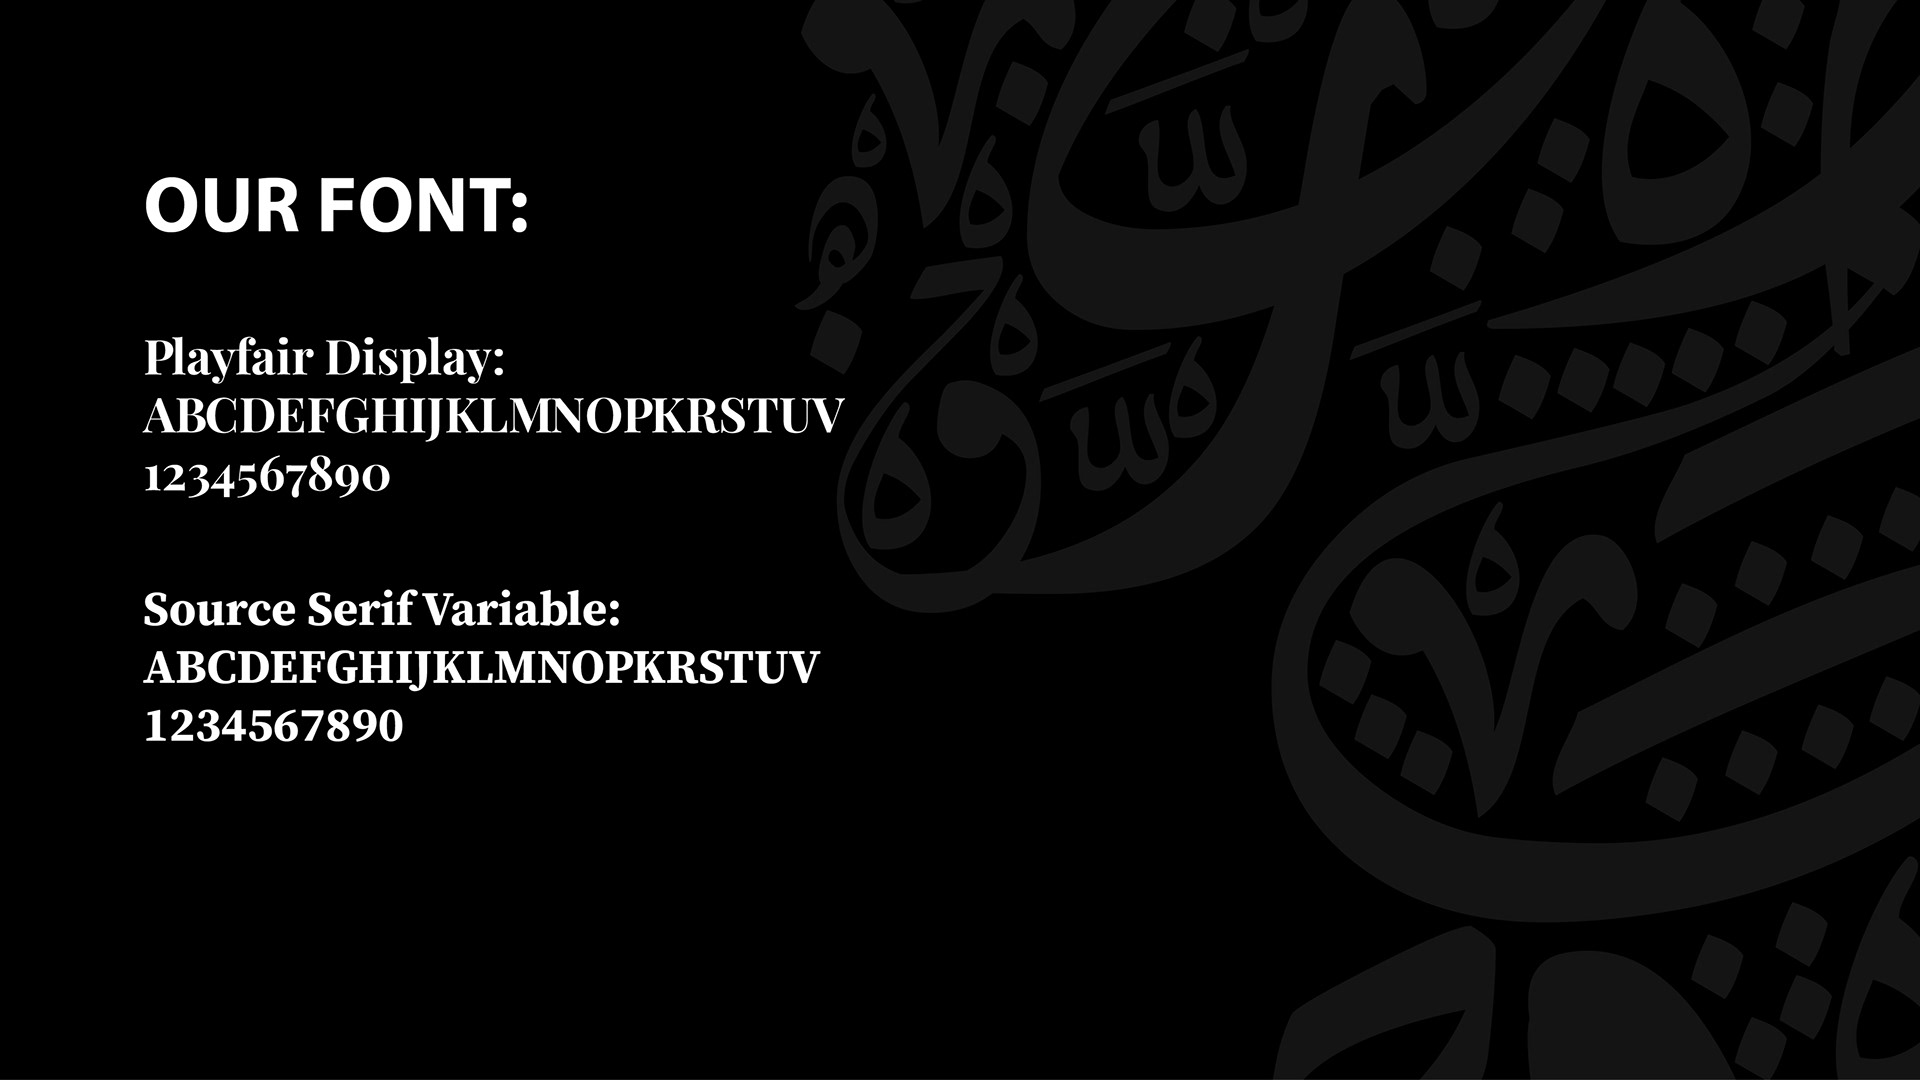 OUR FONT:
Playfair Display:
ABCDEFGHIJKLMNOPKRSTUV
1234567890
Source Serif Variable:
ABCDEFGHIJKLMNOPKRSTUV
1234567890